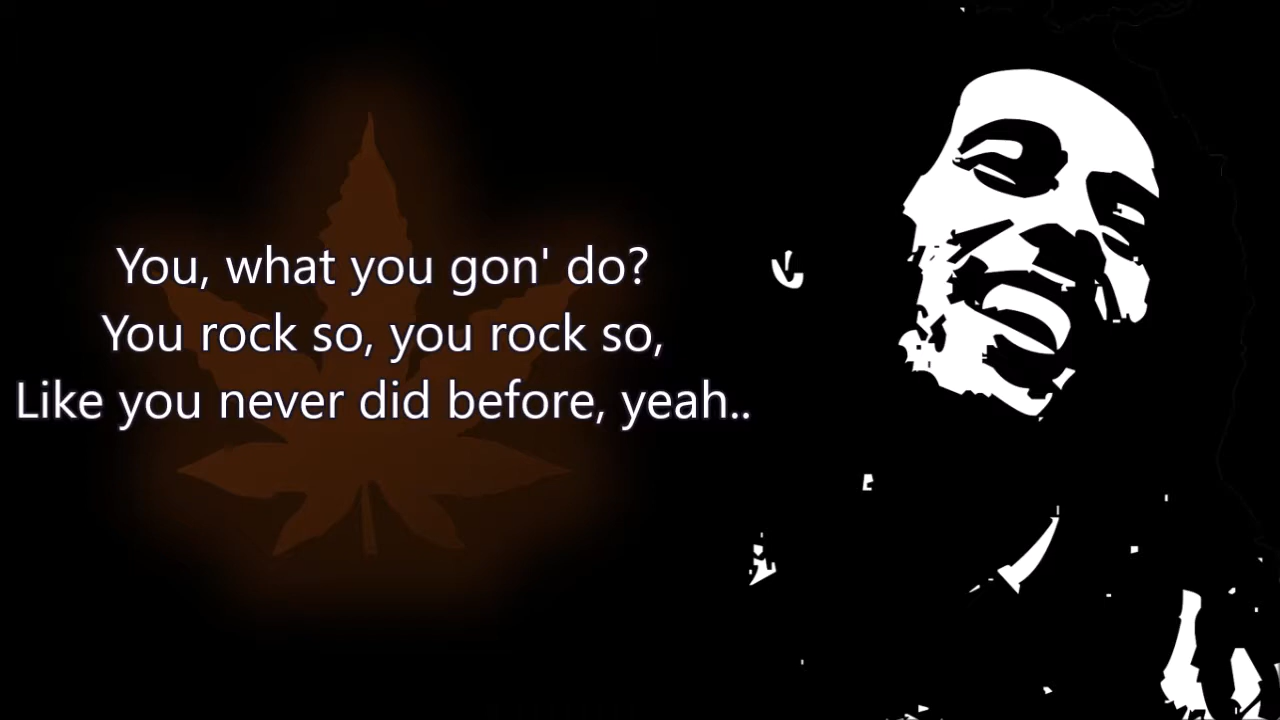 You, what you gon' do?
You rock so, you rock so,
Like you never did before, yeah..